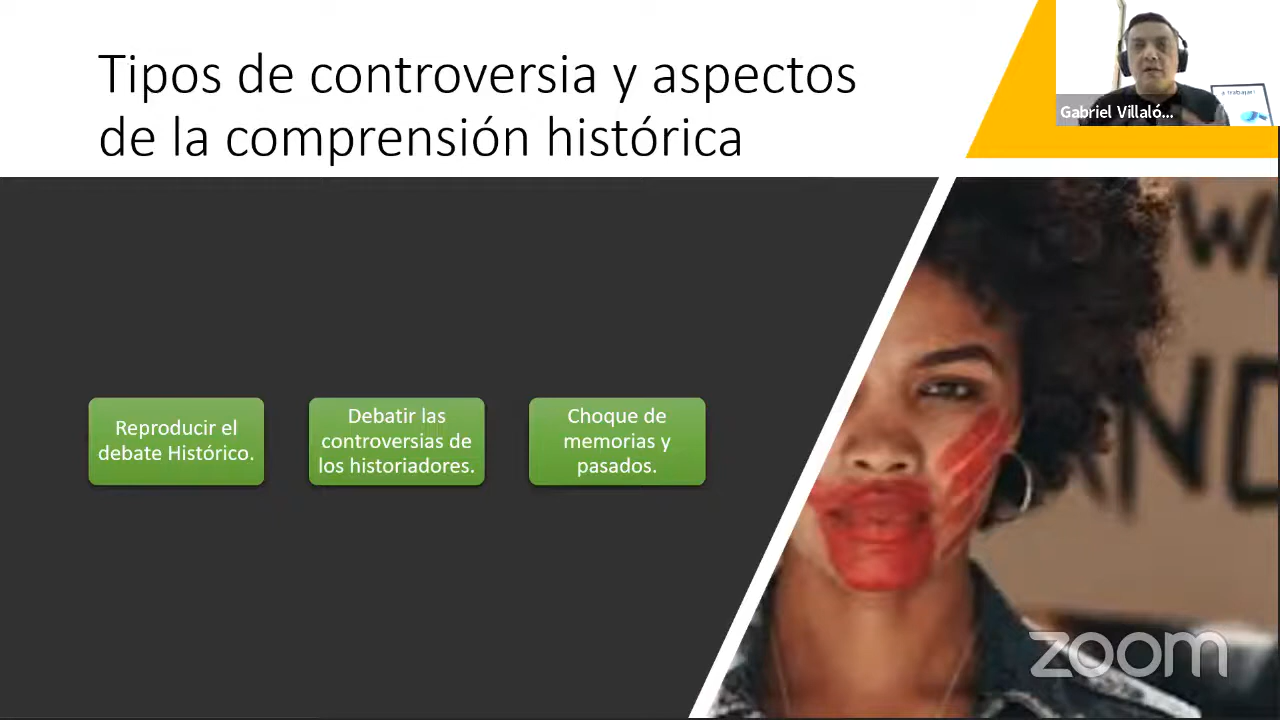 Tipos de controversia y aspectos
de la comprensión histórica
Gabriel Villaló...
a trabajar!
Reproducir el
debate Histórico.
Debatir las
controversias de
los historiadores.
Choque de
memorias y
pasados.
zoom